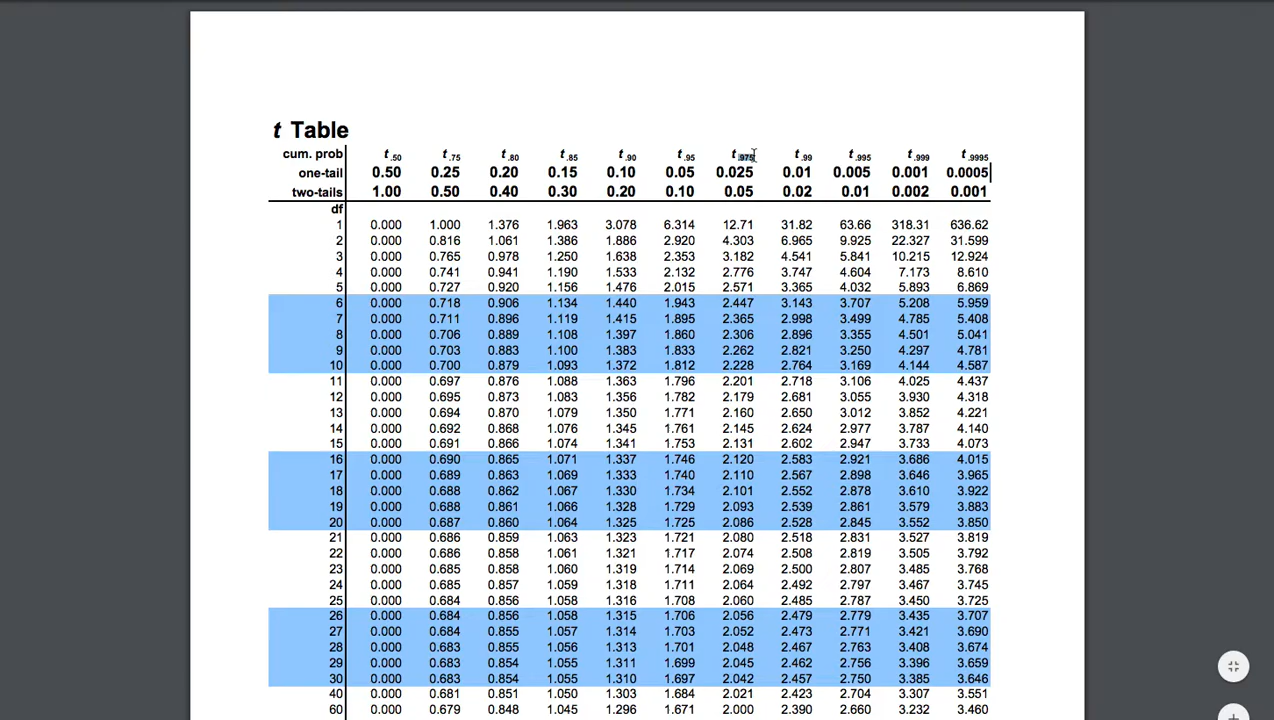 t Table
cum. prob t .50 t .75 t .80 t .85 t .90 t .95 t .975 t .99 t .995 t .999 t .9995
one-tail 0.50 0.25 0.20 0.15 0.10 0.05 0.025 0.01 0.005 0.001 0.0005
two-tails 1.00 0.50 0.40 0.30 0.20 0.10 0.05 0.02 0.01 0.002 0.001
df
1 0.000 1.000 1.376 1.963 3.078 6.314 12.71 31.82 63.66 318.31 636.62
2 0.000 0.816 1.061 1.386 1.886 2.920 4.303 6.965 9.925 22.327 31.599
3 0.000 0.765 0.978 1.250 1.638 2.353 3.182 4.541 5.841 10.215 12.924
4 0.000 0.741 0.941 1.190 1.533 2.132 2.776 3.747 4.604 7.173 8.610
5 0.000 0.727 0.920 1.156 1.476 2.015 2.571 3.365 4.032 5.893 6.869
6 0.000 0.718 0.906 1.134 1.440 1.943 2.447 3.143 3.707 5.208 5.959
7 0.000 0.711 0.896 1.119 1.415 1.895 2.365 2.998 3.499 4.785 5.408
8 0.000 0.706 0.889 1.108 1.397 1.860 2.306 2.896 3.355 4.501 5.041
9 0.000 0.703 0.883 1.100 1.383 1.833 2.262 2.821 3.250 4.297 4.781
10 0.000 0.700 0.879 1.093 1.372 1.812 2.228 2.764 3.169 4.144 4.587
11 0.000 0.697 0.876 1.088 1.363 1.796 2.201 2.718 3.106 4.025 4.437
12 0.000 0.695 0.873 1.083 1.356 1.782 2.179 2.681 3.055 3.930 4.318
13 0.000 0.694 0.870 1.079 1.350 1.771 2.160 2.650 3.012 3.852 4.221
14 0.000 0.692 0.868 1.076 1.345 1.761 2.145 2.624 2.977 3.787 4.140
15 0.000 0.691 0.866 1.074 1.341 1.753 2.131 2.602 2.947 3.733 4.073
16 0.000 0.690 0.865 1.071 1.337 1.746 2.120 2.583 2.921 3.686 4.015
17 0.000 0.689 0.863 1.069 1.333 1.740 2.110 2.567 2.898 3.646 3.965
18 0.000 0.688 0.862 1.067 1.330 1.734 2.101 2.552 2.878 3.610 3.922
19 0.000 0.688 0.861 1.066 1.328 1.729 2.093 2.539 2.861 3.579 3.883
20 0.000 0.687 0.860 1.064 1.325 1.725 2.086 2.528 2.845 3.552 3.850
21 0.000 0.686 0.859 1.063 1.323 1.721 2.080 2.518 2.831 3.527 3.819
22 0.000 0.686 0.858 1.061 1.321 1.717 2.074 2.508 2.819 3.505 3.792
23 0.000 0.685 0.858 1.060 1.319 1.714 2.069 2.500 2.807 3.485 3.768
24 0.000 0.685 0.857 1.059 1.318 1.711 2.064 2.492 2.797 3.467 3.745
25 0.000 0.684 0.856 1.058 1.316 1.708 2.060 2.485 2.787 3.450 3.725
26 0.000 0.684 0.856 1.058 1.315 1.706 2.056 2.479 2.779 3.435 3.707
27 0.000 0.684 0.855 1.057 1.314 1.703 2.052 2.473 2.771 3.421 3.690
28 0.000 0.683 0.855 1.056 1.313 1.701 2.048 2.467 2.763 3.408 3.674
29 0.000 0.683 0.854 1.055 1.311 1.699 2.045 2.462 2.756 3.396 3.659
30 0.000 0.683 0.854 1.055 1.310 1.697 2.042 2.457 2.750 3.385 3.646
40 0.000 0.681 0.851 1.050 1.303 1.684 2.021 2.423 2.704 3.307 3.551
60 0.000 0.679 0.848 1.045 1.296 1.671 2.000 2.390 2.660 3.232 3.460